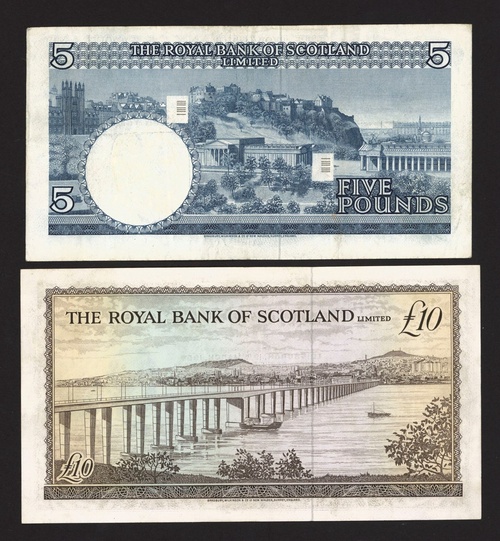 5 THE ROYAL BANK OF SCOTLAND 5
LIMITED
5 FIVE
POUNDS
THE ROYAL BANK OF SCOTLAND LIMITED £10
£10